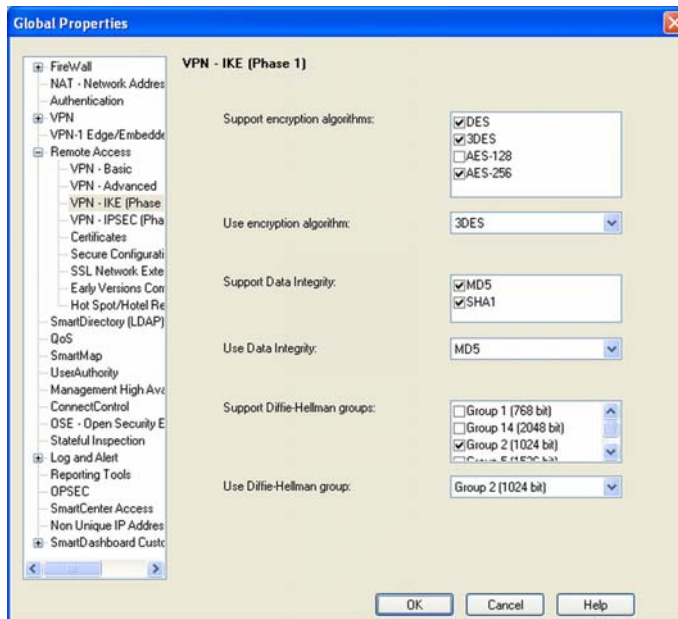 Global Properties
FireWall
NAT - Network Addres
Authentication
VPN
VPN-1 Edge/Embedde
Remote Access
VPN - Basic
VPN - Advanced
VPN - IKE (Phase
VPN - IPSEC (Pha
Certificates
Secure Configurati
SSL Network Exte
Early Versions Com
Hot Spot/Hotel Re
SmartDirectory (LDAP)
QoS
SmartMap
UserAuthority
Management High Ava
ConnectControl
OSE - Open Security E
Stateful Inspection
Log and Alert
Reporting Tools
OPSEC
SmartCenter Access
Non Unique IP Addres
SmartDashboard Custo
VPN - IKE (Phase 1)
Support encryption algorithms:
DES
3DES
AES-128
AES-256
Use encryption algorithm:
3DES
Support Data Integrity:
MD5
SHA1
Use Data Integrity:
MD5
Support Diffie-Hellman groups:
Group 1 (768 bit)
Group 14 (2048 bit)
Group 2 (1024 bit)
Group 5 (1536 bit)
Use Diffie-Hellman group:
Group 2 (1024 bit)
OK
Cancel
Help